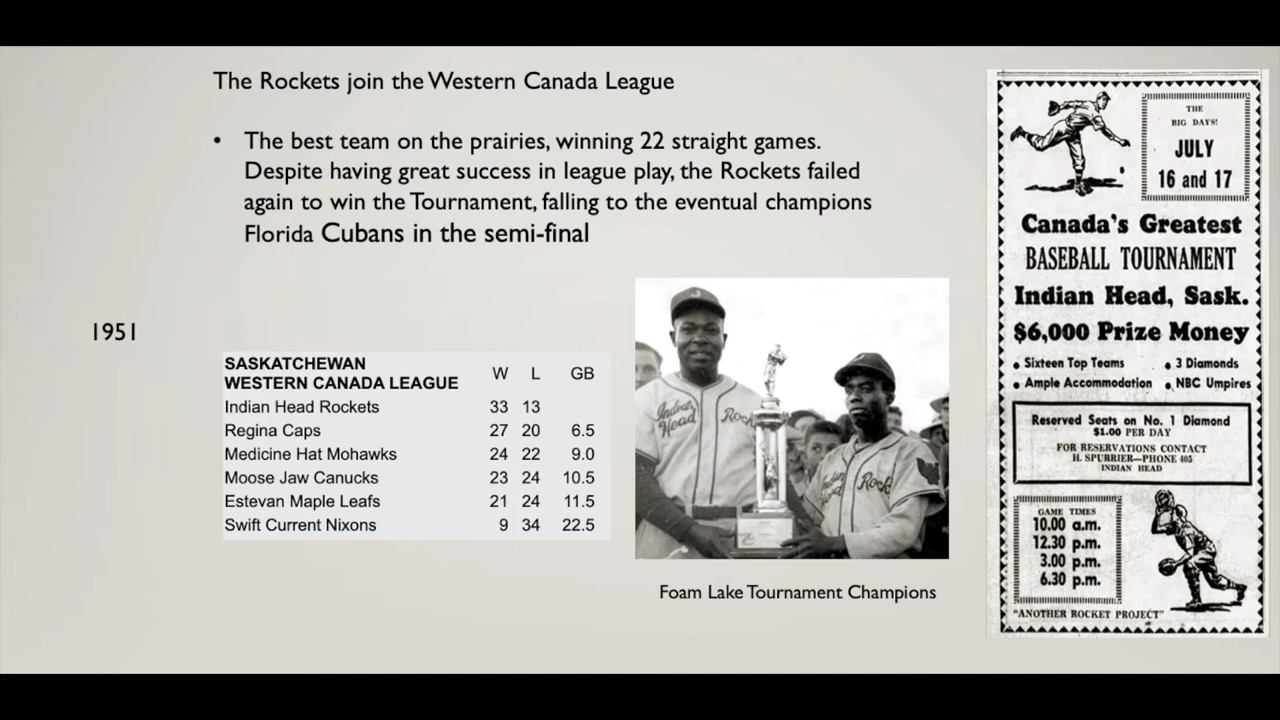 The Rockets join the Western Canada League
• The best team on the prairies, winning 22 straight games.
Despite having great success in league play, the Rockets failed
again to win the Tournament, falling to the eventual champions
Florida Cubans in the semi-final
1951
SASKATCHEWAN
WESTERN CANADA LEAGUE W L GB
Indian Head Rockets 33 13
Regina Caps 27 20 6.5
Medicine Hat Mohawks 24 22 9.0
Moose Jaw Canucks 23 24 10.5
Estevan Maple Leafs 21 24 11.5
Swift Current Nixons 9 34 22.5
J
Indian
Head Rock
Indian
Head Rock
Foam Lake Tournament Champions
THE
BIG DAYS!
JULY
16 and 17
Canada's Greatest
BASEBALL TOURNAMENT
Indian Head, Sask.
$6,000 Prize Money
• Sixteen Top Teams • 3 Diamonds
• Ample Accommodation • NBC Umpires
Reserved Seats on No. 1 Diamond
$1.00 PER DAY
FOR RESERVATIONS CONTACT
H. SPURRIER—PHONE 405
INDIAN HEAD
GAME TIMES
10.00 a.m.
12.30 p.m.
3.00 p.m.
6.30 p.m.
"ANOTHER ROCKET PROJECT"